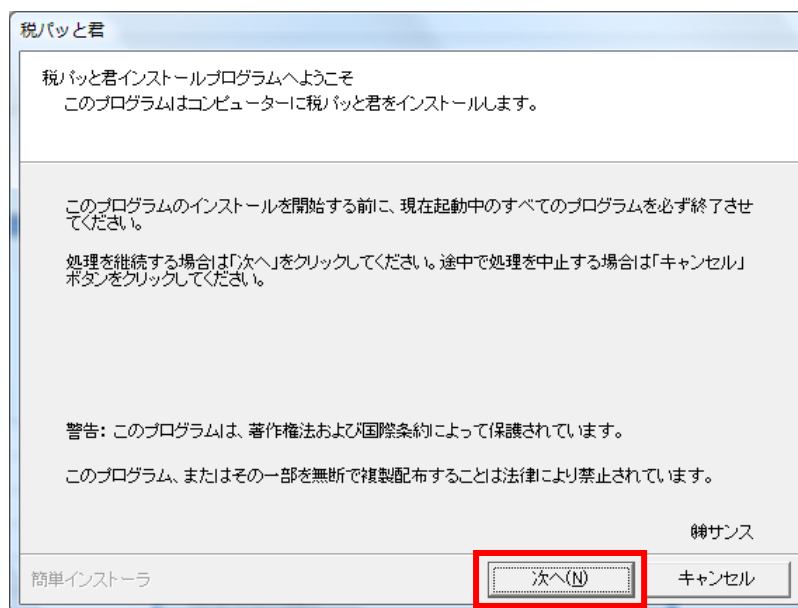 税パッと君
税パッと君インストールプログラムへようこそ
このプログラムはコンピューターに税パッと君をインストールします。
このプログラムのインストールを開始する前に、現在起動中のすべてのプログラムを必ず終了させ
てください。
処理を継続する場合は「次へ」をクリックしてください。途中で処理を中止する場合は「キャンセル」
ボタンをクリックしてください。
警告: このプログラムは、著作権法および国際条約によって保護されています。
このプログラム、またはその一部を無断で複製配布することは法律により禁止されています。
㈱サンス
簡単インストーラ
次へ(N)
キャンセル